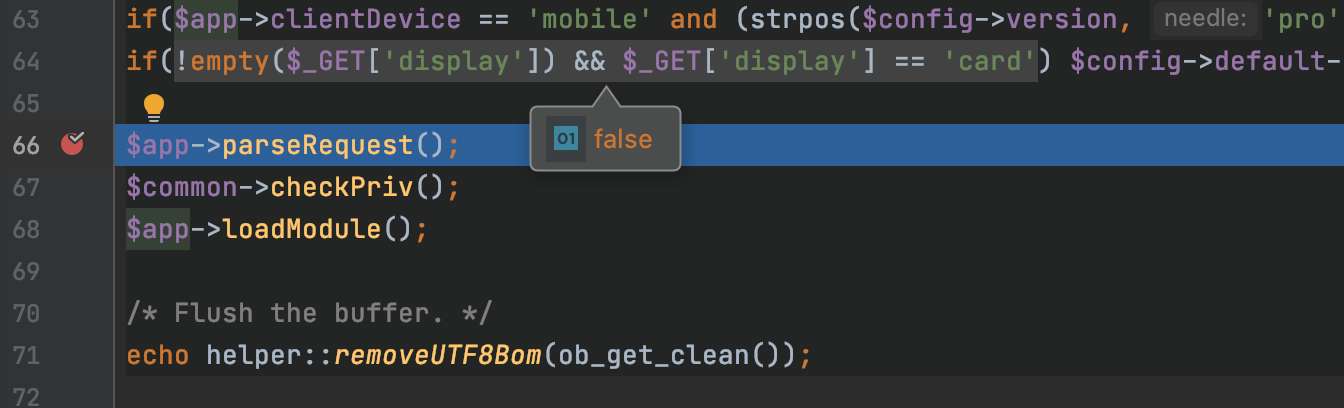 63 if($app->clientDevice == 'mobile' and (strpos($config->version, needle: 'pro'
64 if(!empty($_GET['display']) && $_GET['display'] == 'card') $config->default-
65
66 $app->parseRequest();
01 false
67 $common->checkPriv();
68 $app->loadModule();
69
70 /* Flush the buffer. */
71 echo helper::removeUTF8Bom(ob_get_clean());
72